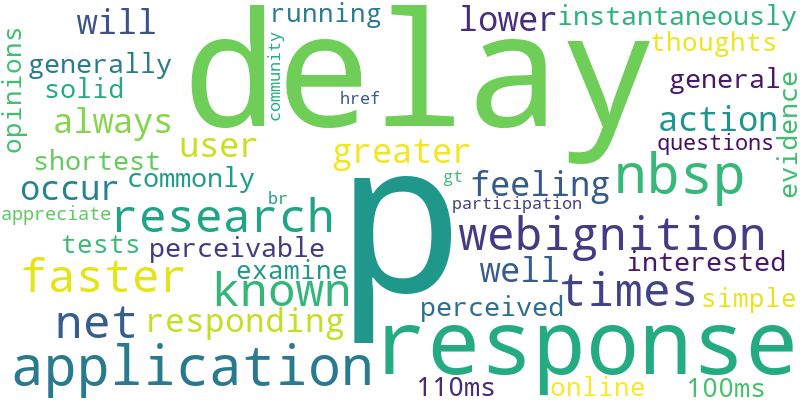 will
running
delay
lower
instantaneously
opinions
generally
community
thoughts
solid
href
general
evidence
always
action
user
greater
questions
shortest
p
gt
feeling
nbsp
occur
commonly
br
participation
appreciate
research
webignition
tests
perceivable
faster
examine
well
interested
known
times
net
responding
perceived
simple
application
response
110ms
online
100ms